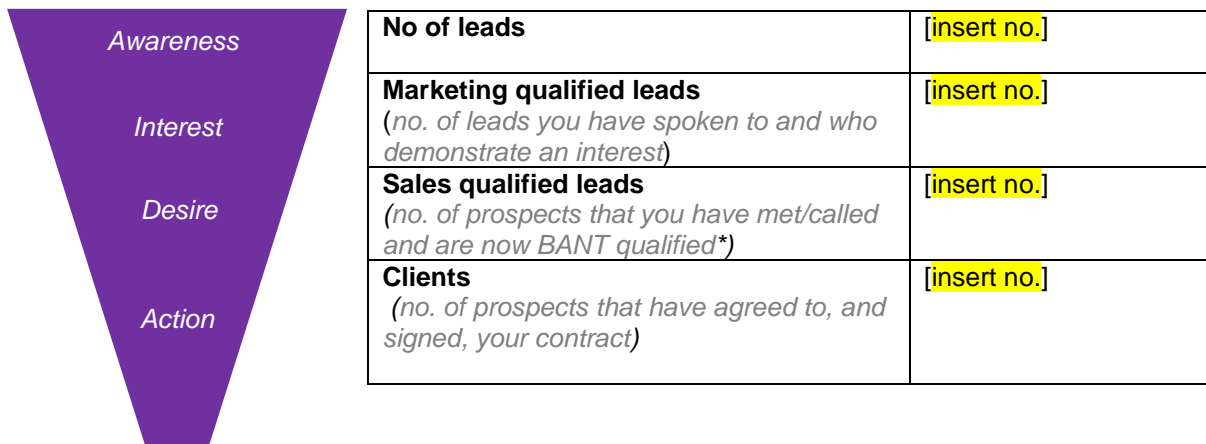 Awareness
Interest
Desire
Action
No of leads
[insert no.]
Marketing qualified leads
(no. of leads you have spoken to and who
demonstrate an interest)
[insert no.]
Sales qualified leads
(no. of prospects that you have met/called
and are now BANT qualified*)
[insert no.]
Clients
(no. of prospects that have agreed to, and
signed, your contract)
[insert no.]